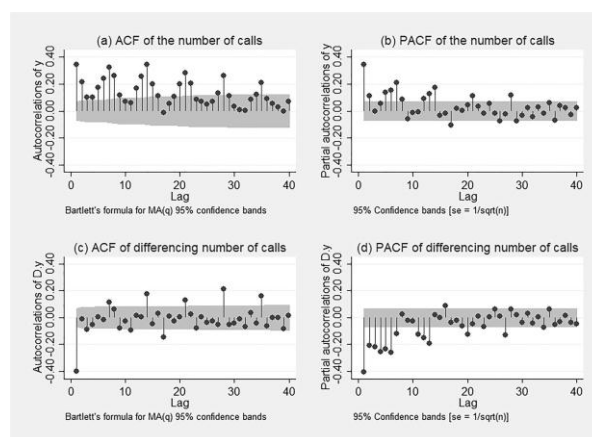 (a) ACF of the number of calls
Autocorrelations of y
-0.40 -0.20 0.00 0.20 0.40
0 10 20 30 40
Lag
Bartlett's formula for MA(q) 95% confidence bands
(b) PACF of the number of calls
Partial autocorrelations of y
-0.40 -0.20 0.00 0.20 0.40
0 10 20 30 40
Lag
95% Confidence bands [se = 1/sqrt(n)]
(c) ACF of differencing number of calls
Autocorrelations of D.y
-0.40 -0.20 0.00 0.20 0.40
0 10 20 30 40
Lag
Bartlett's formula for MA(q) 95% confidence bands
(d) PACF of differencing number of calls
Partial autocorrelations of D.y
-0.40 -0.20 0.00 0.20 0.40
0 10 20 30 40
Lag
95% Confidence bands [se = 1/sqrt(n)]